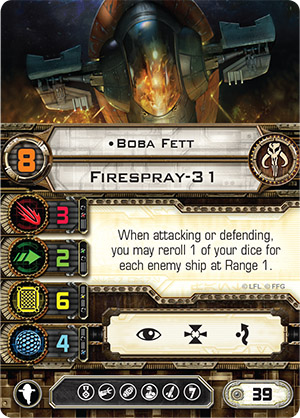 •Boba Fett
8
Firespray-31
3
When attacking or defending,
you may reroll 1 of your dice for
each enemy ship at Range 1.
2
©LFL ©FFG
6
4
39